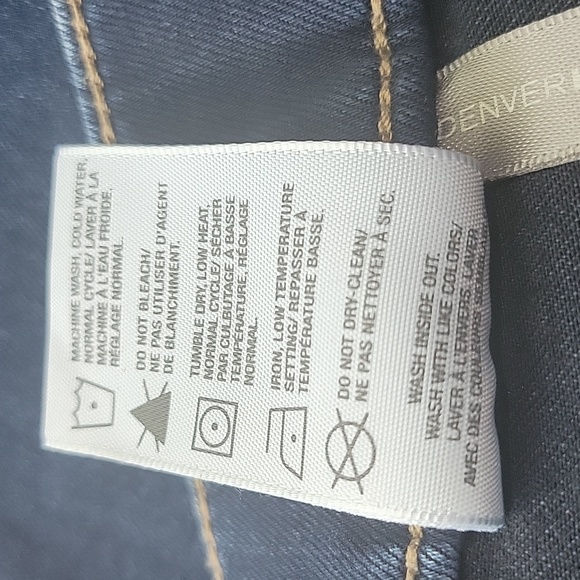 MACHINE WASH, COLD WATER,
NORMAL CYCLE/ LAVER À LA
MACHINE À L'EAU FROIDE,
RÉGLAGE NORMAL.
DO NOT BLEACH/
NE PAS UTILISER D'AGENT
DE BLANCHIMENT.
TUMBLE DRY, LOW HEAT,
NORMAL CYCLE/ SÉCHER
PAR CULBUTAGE À BASSE
TEMPÉRATURE, RÉGLAGE
NORMAL.
IRON, LOW TEMPERATURE
SETTING/ REPASSER À
TEMPÉRATURE BASSE.
DO NOT DRY-CLEAN/
NE PAS NETTOYER À SEC.
WASH INSIDE OUT.
WASH WITH LIKE COLORS/
LAVER À L'ENVERS. LAVER
AVEC DES COULEURS
DENVER